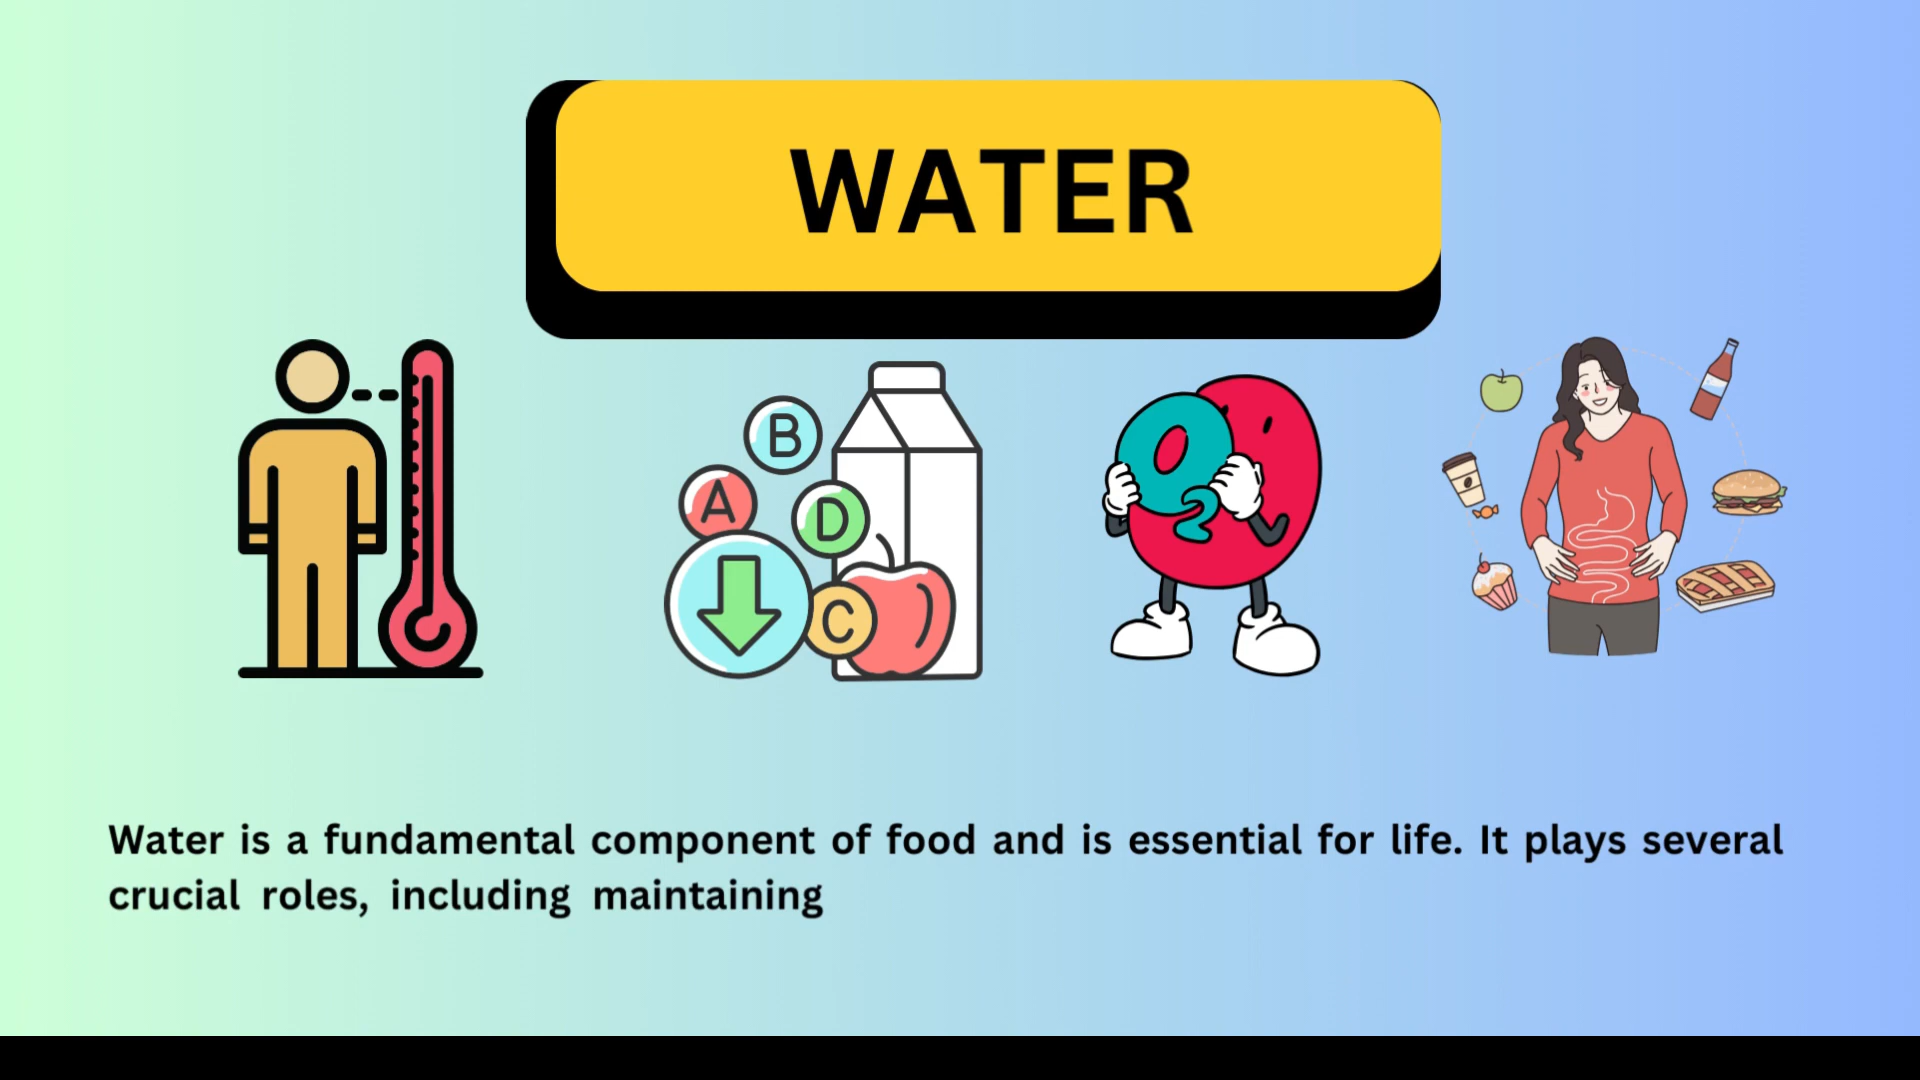 WATER
B
A
D
C
O2
Water is a fundamental component of food and is essential for life. It plays several
crucial roles, including maintaining